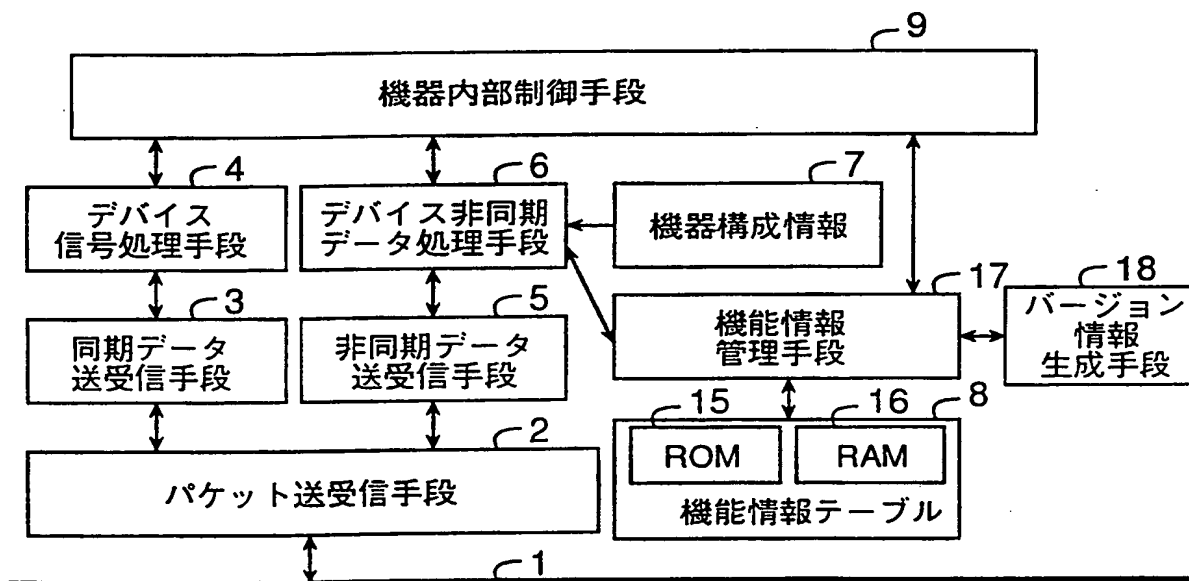 9
機器内部制御手段
4
デバイス
信号処理手段
6
デバイス非同期
データ処理手段
7
機器構成情報
3
同期データ
送受信手段
5
非同期データ
送受信手段
17
機能情報
管理手段
18
バージョン
情報
生成手段
2
パケット送受信手段
15
ROM
16
RAM
8
機能情報テーブル
1